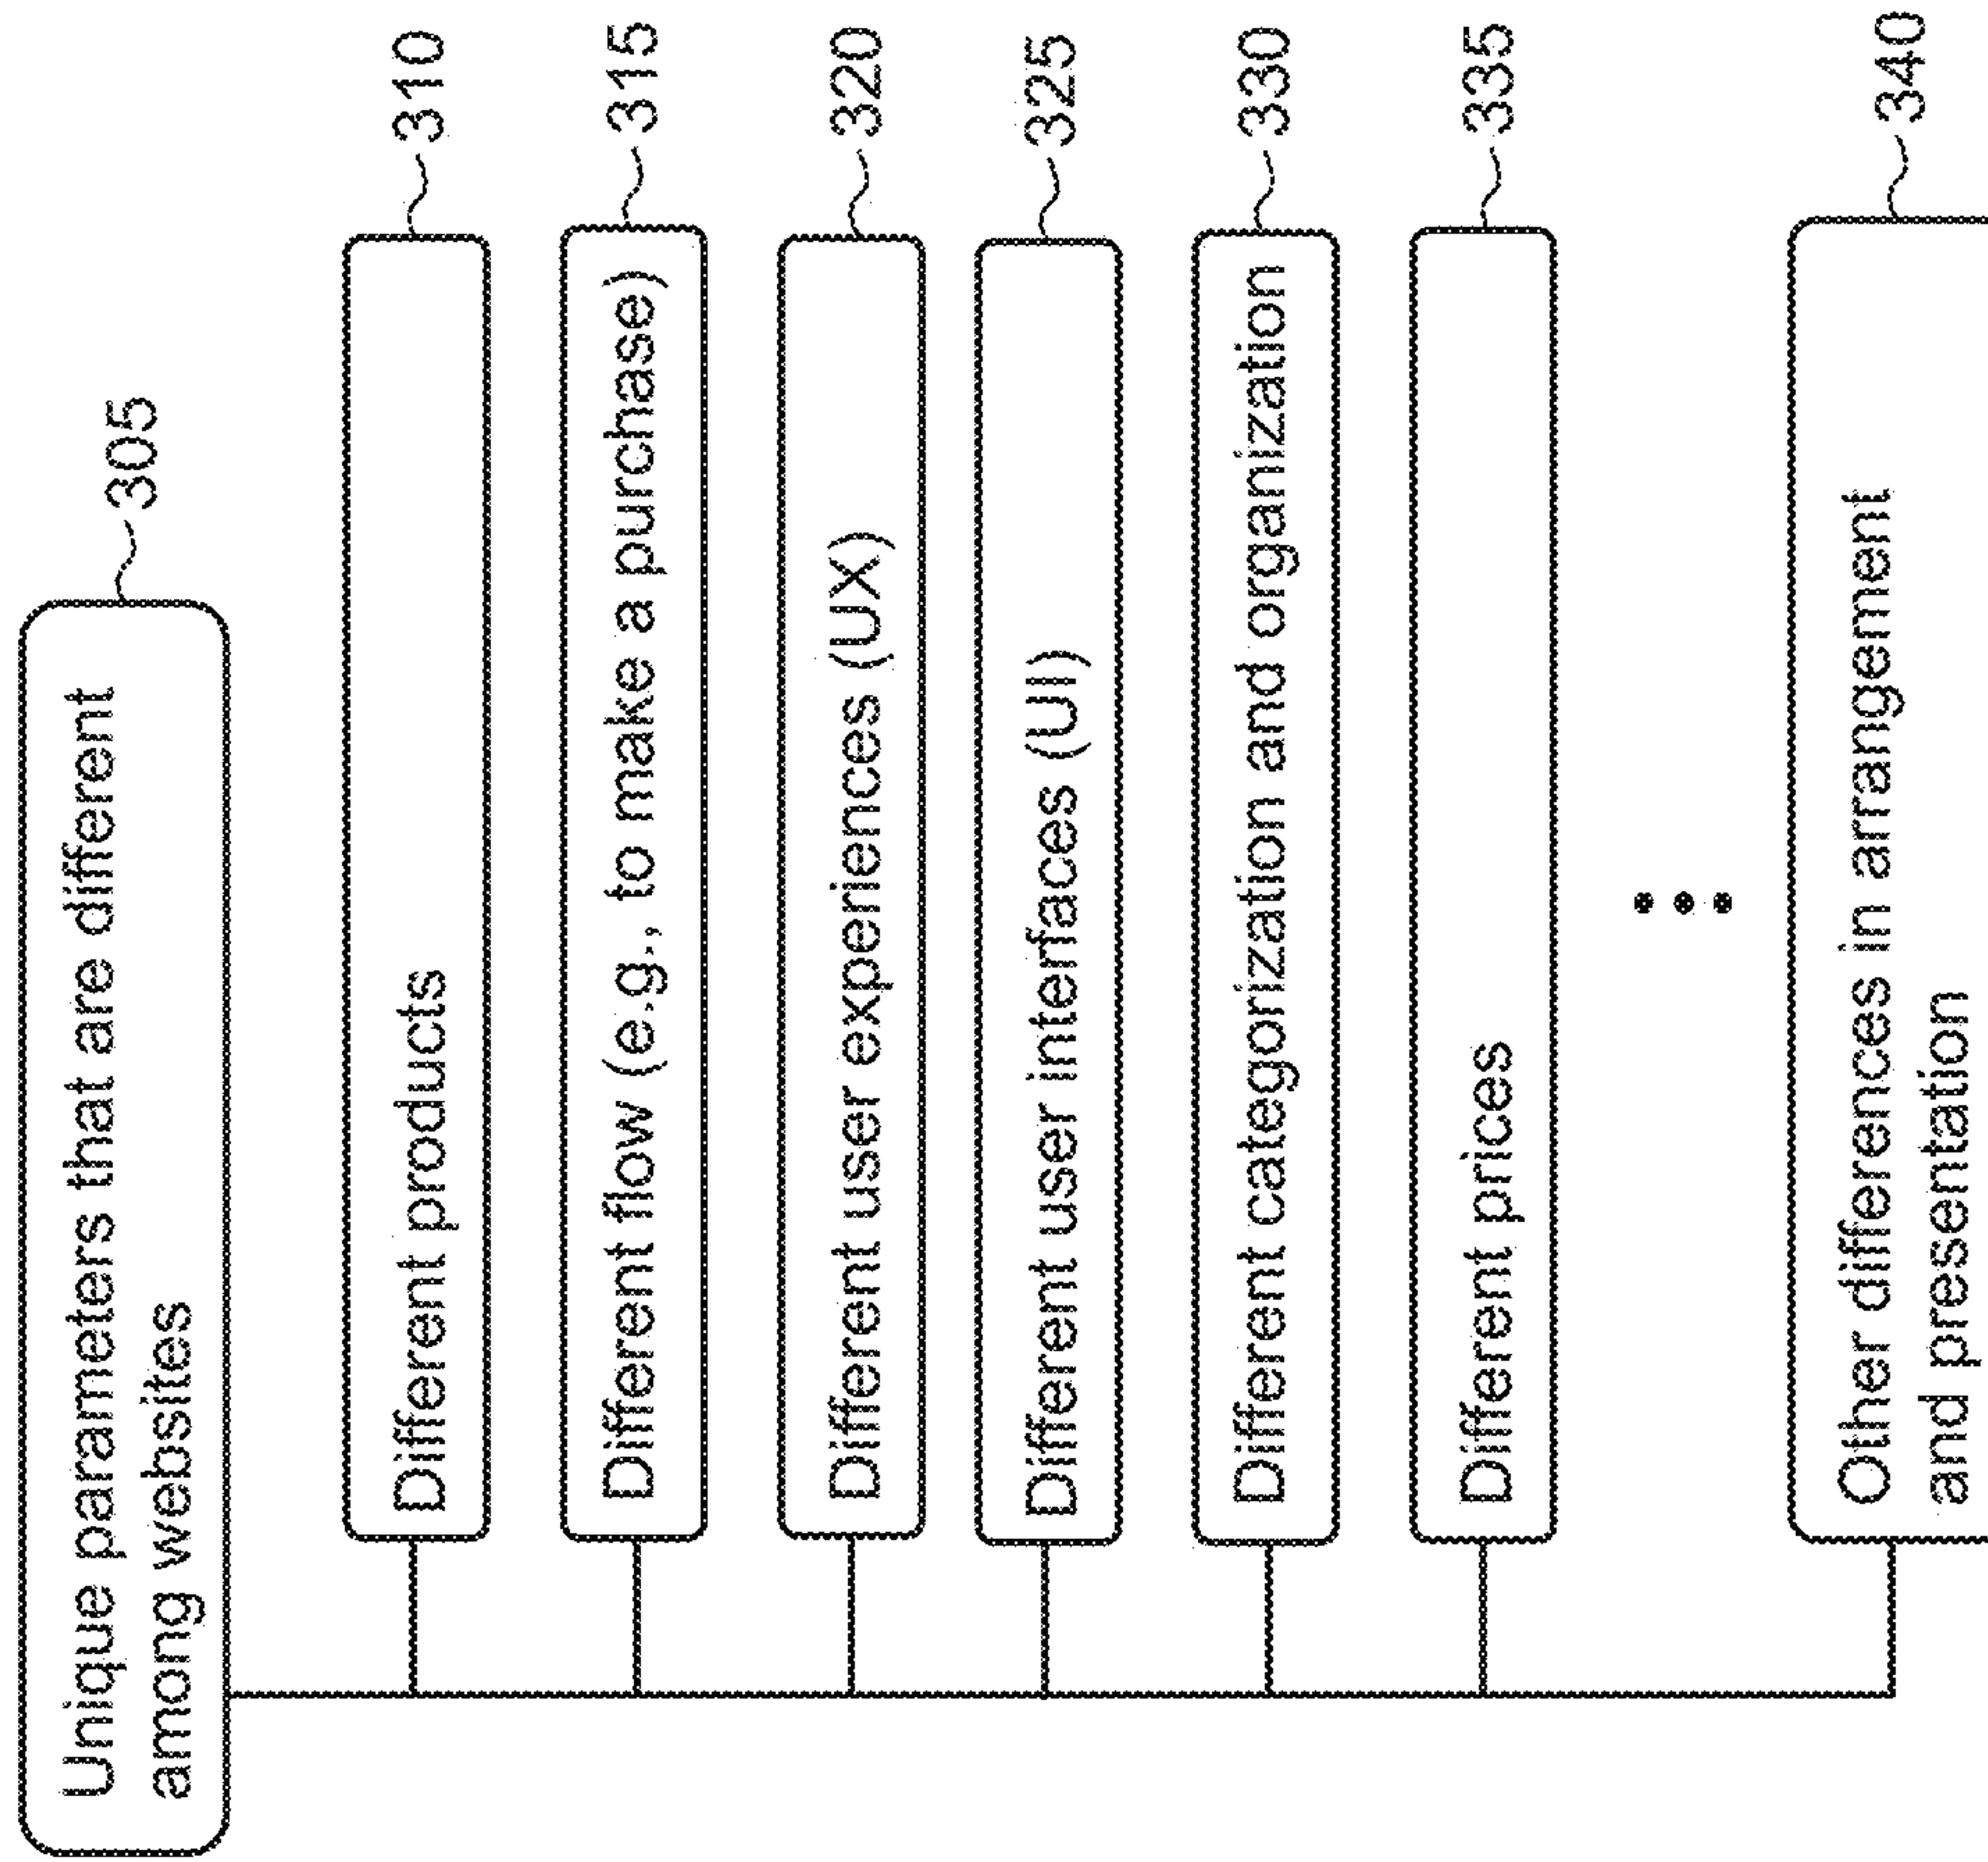 Unique parameters that are different
among websites
305
Different products
310
Different flow (e.g., to make a purchase)
315
Different user experiences (UX)
320
Different user interfaces (UI)
325
Different categorization and organization
330
Different prices
335
Other differences in arrangement
and presentation
340